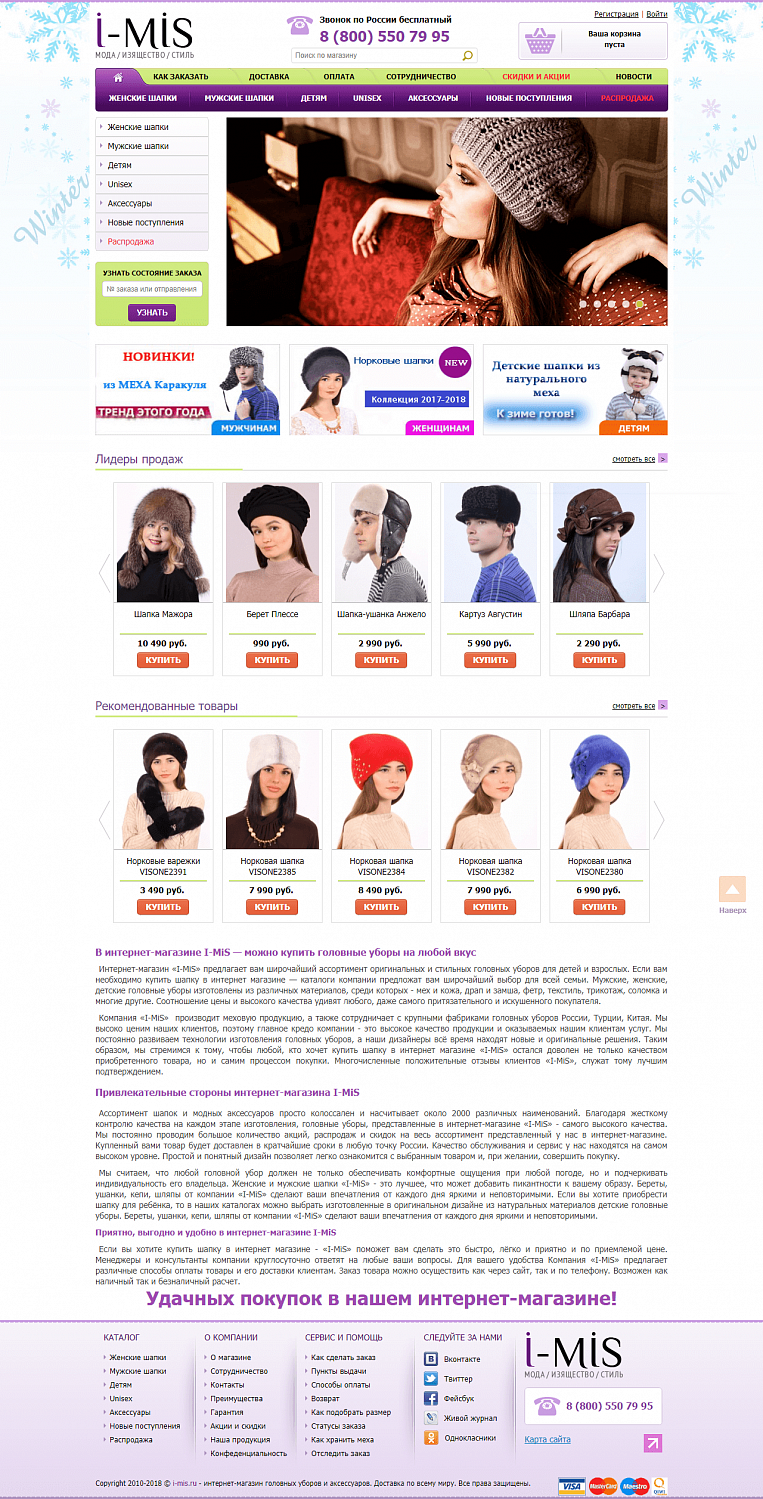 i-MiS
МОДА / ИЗЯЩЕСТВО / СТИЛЬ
Звонок по России бесплатный
8 (800) 550 79 95
Поиск по магазину
Регистрация | Войти
Ваша корзина
пуста
КАК ЗАКАЗАТЬ ДОСТАВКА ОПЛАТА СОТРУДНИЧЕСТВО СКИДКИ И АКЦИИ НОВОСТИ
ЖЕНСКИЕ ШАПКИ МУЖСКИЕ ШАПКИ ДЕТЯМ UNISEX АКСЕССУАРЫ НОВЫЕ ПОСТУПЛЕНИЯ РАСПРОДАЖА
Winter
Winter
Женские шапки
Мужские шапки
Детям
Unisex
Аксессуары
Новые поступления
Распродажа
УЗНАТЬ СОСТОЯНИЕ ЗАКАЗА
№ заказа или отправления
УЗНАТЬ
НОВИНКИ!
из МЕХА Каракуля
ТРЕНД ЭТОГО ГОДА
МУЖЧИНАМ
Норковые шапки
NEW
Коллекция 2017-2018
ЖЕНЩИНАМ
Детские шапки из
натурального
меха
К зиме готов!
ДЕТЯМ
Лидеры продаж
смотреть все >
Шапка Мажора Берет Плессе Шапка-ушанка Анжело Картуз Августин Шляпа Барбара
10 490 руб. 990 руб. 2 990 руб. 5 990 руб. 2 290 руб.
КУПИТЬ КУПИТЬ КУПИТЬ КУПИТЬ КУПИТЬ
Рекомендованные товары
смотреть все >
Норковые варежки Норковая шапка Норковая шапка Норковая шапка Норковая шапка
VISONE2391 VISONE2385 VISONE2384 VISONE2382 VISONE2380
3 490 руб. 7 990 руб. 8 490 руб. 7 990 руб. 6 990 руб.
КУПИТЬ КУПИТЬ КУПИТЬ КУПИТЬ КУПИТЬ
Наверх
В интернет-магазине I-MiS — можно купить головные уборы на любой вкус
Интернет-магазин «I-MiS» предлагает вам широчайший ассортимент оригинальных и стильных головных уборов для детей и взрослых. Если вам
необходимо купить шапку в интернет магазине — каталоги компании предложат вам широчайший выбор для всей семьи. Мужские, женские,
детские головные уборы изготовлены из различных материалов, среди которых - мех и кожа, драп и замша, фетр, текстиль, трикотаж, соломка и
многие другие. Соотношение цены и высокого качества удивят любого, даже самого притязательного и искушенного покупателя.
Компания «I-MiS» производит меховую продукцию, а также сотрудничает с крупными фабриками головных уборов России, Турции, Китая. Мы
высоко ценим наших клиентов, поэтому главное кредо компании - это высокое качество продукции и оказываемых нашим клиентам услуг. Мы
постоянно развиваем технологии изготовления головных уборов, а наши дизайнеры всё время находят новые и оригинальные решения. Таким
образом, мы стремимся к тому, чтобы любой, кто хочет купить шапку в интернет магазине «I-MiS» остался доволен не только качеством
приобретенного товара, но и самим процессом покупки. Многочисленные положительные отзывы клиентов «I-MiS», служат тому лучшим
подтверждением.
Привлекательные стороны интернет-магазина I-MiS
Ассортимент шапок и модных аксессуаров просто колоссален и насчитывает около 2000 различных наименований. Благодаря жесткому
контролю качества на каждом этапе изготовления, головные уборы, представленные в интернет-магазине «I-MiS» - самого высокого качества.
Мы постоянно проводим большое количество акций, распродаж и скидок на весь ассортимент представленный у нас в интернет-магазине.
Купленный вами товар будет доставлен в кратчайшие сроки в любую точку России. Качество обслуживания и сервис у нас находятся на самом
высоком уровне. Простой и понятный дизайн позволяет легко ознакомится с выбранным товаром и, при желании, совершить покупку.
Мы считаем, что любой головной убор должен не только обеспечивать комфортные ощущения при любой погоде, но и подчеркивать
индивидуальность его владельца. Женские и мужские шапки «I-MiS» - это лучшее, что может добавить пикантности к вашему образу. Береты,
ушанки, кепи, шляпы от компании «I-MiS» сделают ваши впечатления от каждого дня яркими и неповторимыми. Если вы хотите приобрести
шапку для ребёнка, то в наших каталогах можно выбрать изготовленные в оригинальном дизайне из натуральных материалов детские головные
уборы. Береты, ушанки, кепи, шляпы от компании «I-MiS» сделают ваши впечатления от каждого дня яркими и неповторимыми.
Приятно, выгодно и удобно в интернет-магазине I-MiS
Если вы хотите купить шапку в интернет магазине - «I-MiS» поможет вам сделать это быстро, лёгко и приятно и по приемлемой цене.
Менеджеры и консультанты компании круглосуточно ответят на любые ваши вопросы. Для вашего удобства Компания «I-MiS» предлагает
различные способы оплаты товары и его доставки клиентам. Заказ товара можно осуществить как через сайт, так и по телефону. Возможен как
наличный так и безналичный расчет.
Удачных покупок в нашем интернет-магазине!
КАТАЛОГ
Женские шапки
Мужские шапки
Детям
Unisex
Аксессуары
Новые поступления
Распродажа
О КОМПАНИИ
О магазине
Сотрудничество
Контакты
Преимущества
Гарантия
Акции и скидки
Наша продукция
Конфеденциальность
СЕРВИС И ПОМОЩЬ
Как сделать заказ
Пункты выдачи
Способы оплаты
Возврат
Как подобрать размер
Статусы заказа
Как хранить меха
Отследить заказ
СЛЕДУЙТЕ ЗА НАМИ
Вконтакте
Твиттер
Фейсбук
Живой журнал
Однокласники
i-MiS
МОДА / ИЗЯЩЕСТВО / СТИЛЬ
8 (800) 550 79 95
Карта сайта
Copyright 2010-2018 © i-mis.ru - интернет-магазин головных уборов и аксессуаров. Доставка по всему миру. Все права защищены.
VISA MasterCard Maestro QIWI